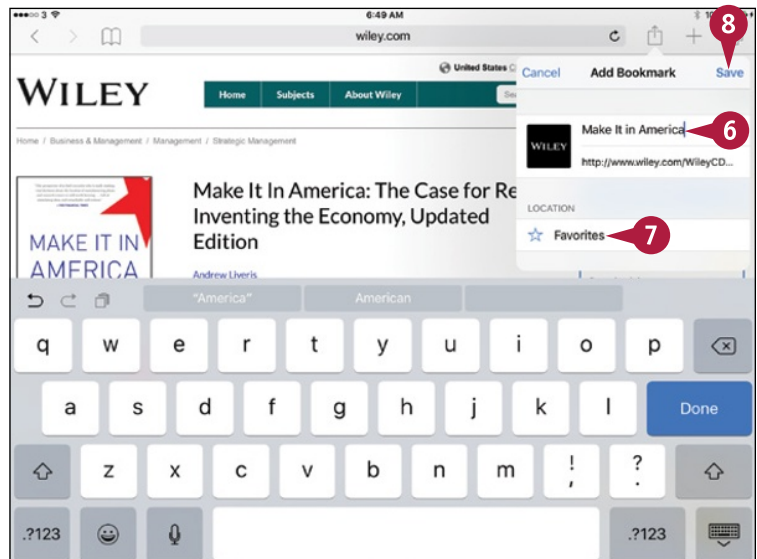 3
6:49 AM
8
wiley.com
WILEY
Home Subjects About Wiley
United States
Home / Business & Management / Management / Strategic Management
Make It In America: The Case for Re
Inventing the Economy, Updated
Edition
Andrew Liveris
MAKE IT IN
AMERICA
Cancel Add Bookmark Save
WILEY
Make It in America
6
http://www.wiley.com/WileyCD...
LOCATION
Favorites
7
"America" American
q w e r t y u i o p
a s d f g h j k l Done
z x c v b n m ! , ? .
.?123 .?123